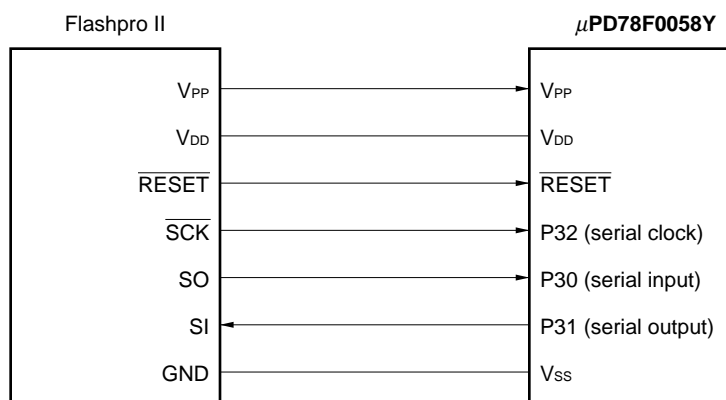 Flashpro II
μPD78F0058Y
VPP
VPP
VDD
VDD
RESET
RESET
SCK
P32 (serial clock)
SO
P30 (serial input)
SI
P31 (serial output)
GND
VSS